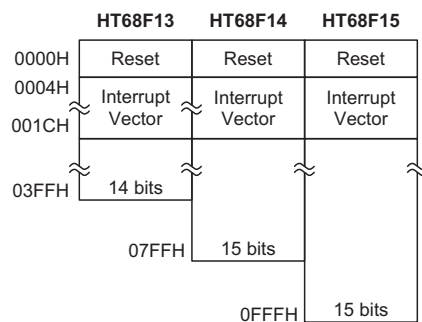 HT68F13 HT68F14 HT68F15
0000H Reset Reset Reset
0004H
Interrupt Vector Interrupt Vector Interrupt Vector
001CH
03FFH 14 bits
07FFH 15 bits
0FFFH 15 bits